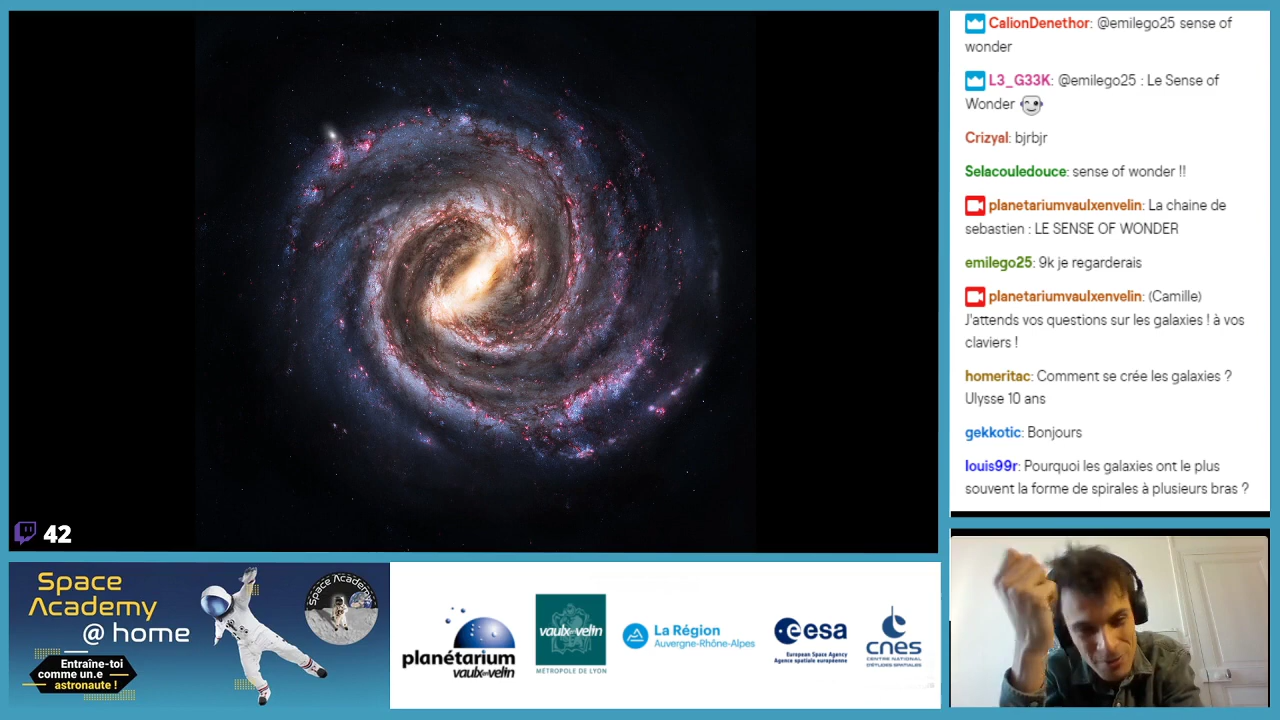 CalionDenethor: @emilego25 sense of
wonder
L3_G33K: @emilego25 : Le Sense of
Wonder
Crizyal: bjrbjr
Selacouledouce: sense of wonder !!
planetariumvaulxenvelin: La chaine de
sebastien : LE SENSE OF WONDER
emilego25: 9k je regarderais
planetariumvaulxenvelin: (Camille)
J'attends vos questions sur les galaxies ! à vos
claviers !
homeritac: Comment se crée les galaxies ?
Ulysse 10 ans
gekkotic: Bonjours
louis99r: Pourquoi les galaxies ont le plus
souvent la forme de spirales à plusieurs bras ?
42
Space
Academy
@ home
Entraîne-toi
comme un.e
astronaute !
Space Academy
planétarium
vaulx en velin
vaulx en velin
MÉTROPOLE DE LYON
La Région
Auvergne-Rhône-Alpes
esa
European Space Agency
Agence spatiale européenne
cnes
CENTRE NATIONAL
D'ÉTUDES SPATIALES